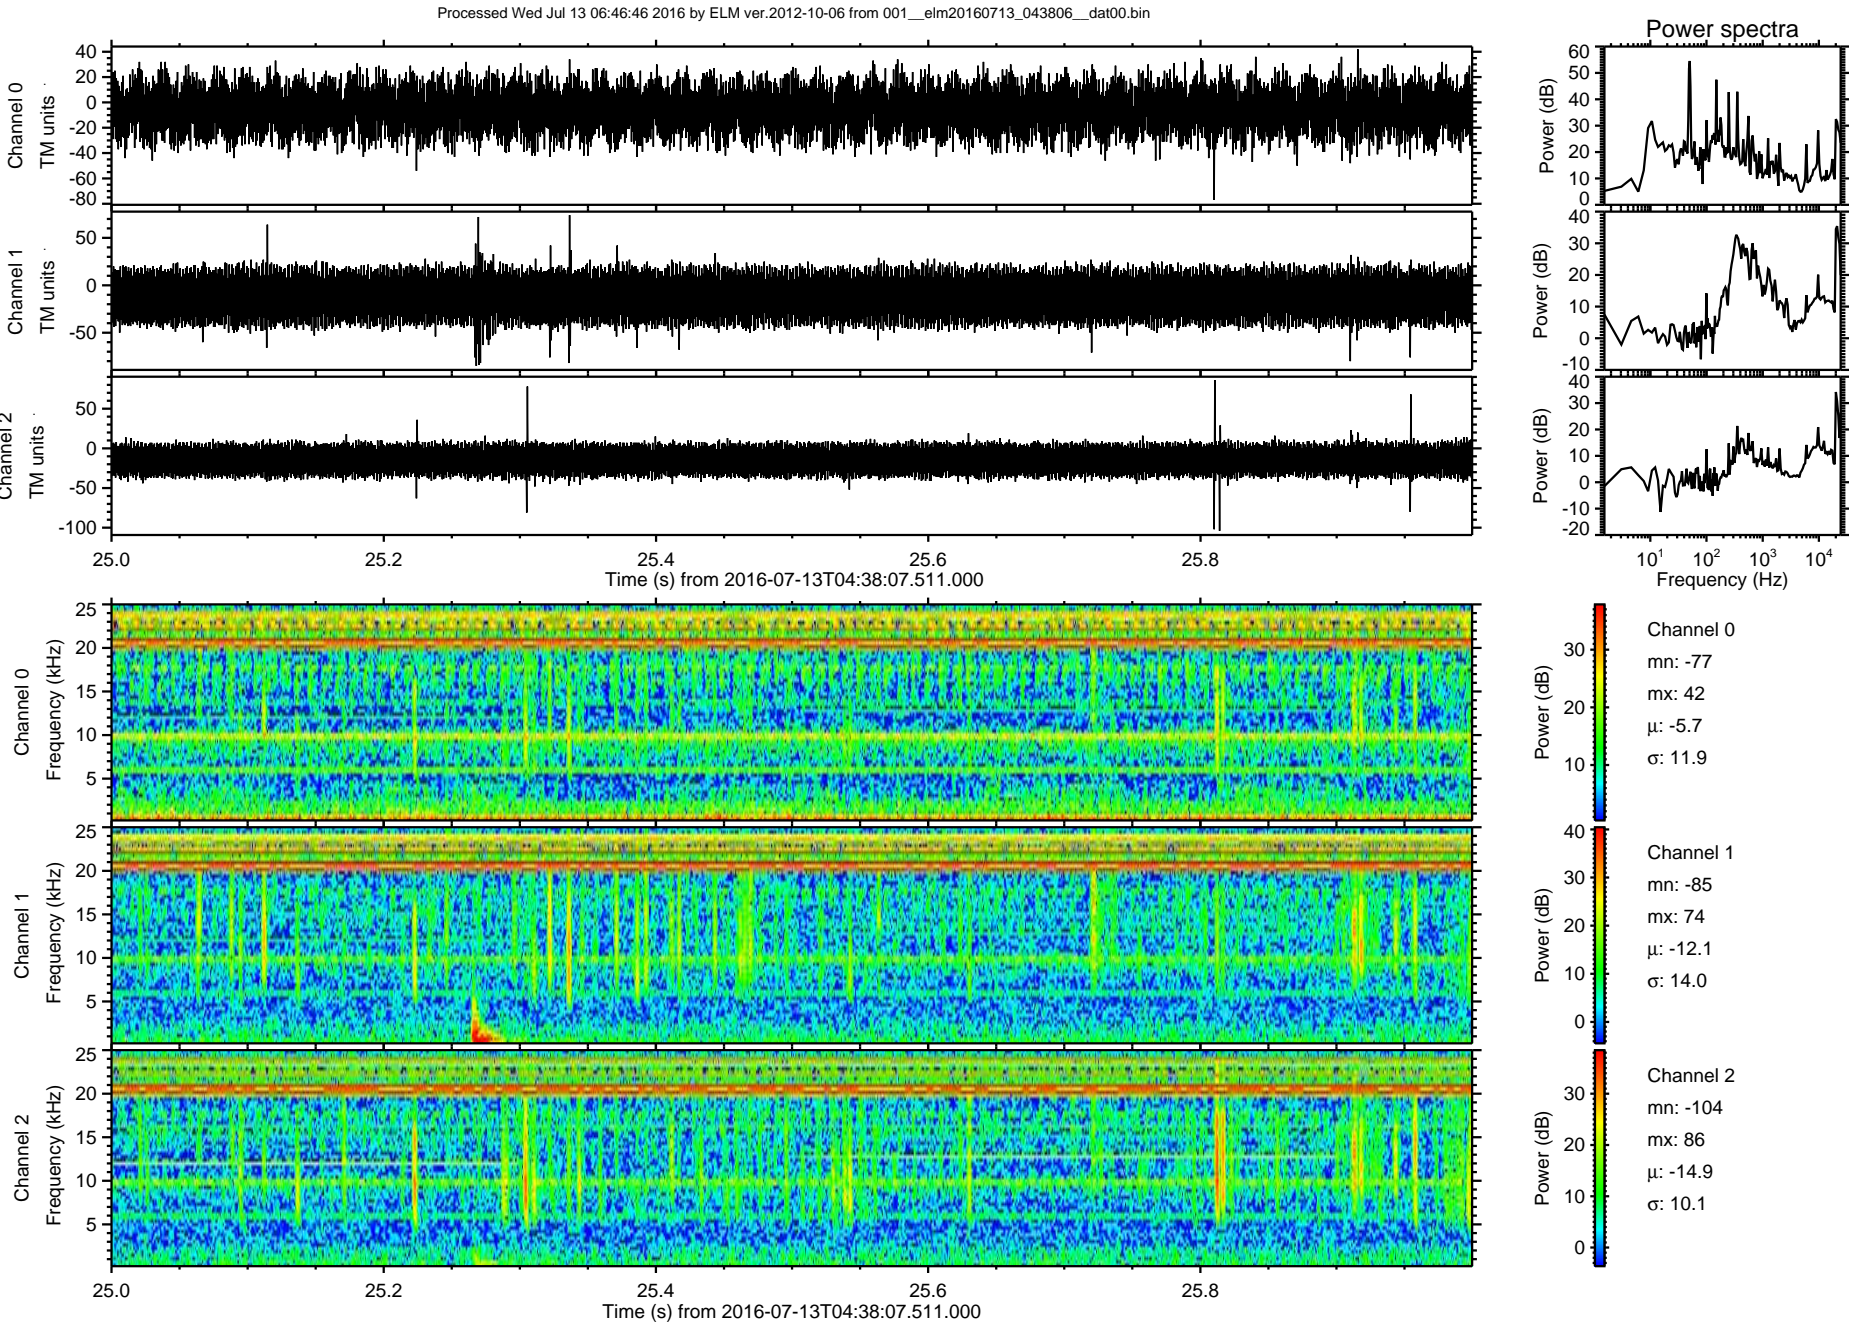 Processed Wed Jul 13 06:46:46 2016 by ELM ver.2012-10-06 from 001__elm20160713_043806__dat00.bin
Power spectra
Channel 0
TM units
40
20
0
-20
-40
-60
-80
Power (dB)
60
50
40
30
20
10
0
Channel 1
TM units
50
0
-50
Power (dB)
40
30
20
10
0
-10
Channel 2
TM units
50
0
-50
-100
Power (dB)
40
30
20
10
0
-10
-20
25.0 25.2 25.4 25.6 25.8
Time (s) from 2016-07-13T04:38:07.511.000
10^1 10^2 10^3 10^4
Frequency (Hz)
Channel 0
Frequency (kHz)
25
20
15
10
5
Power (dB)
30
20
10
Channel 0
mn: -77
mx: 42
μ: -5.7
σ: 11.9
Channel 1
Frequency (kHz)
25
20
15
10
5
Power (dB)
40
30
20
10
0
Channel 1
mn: -85
mx: 74
μ: -12.1
σ: 14.0
Channel 2
Frequency (kHz)
25
20
15
10
5
Power (dB)
30
20
10
0
Channel 2
mn: -104
mx: 86
μ: -14.9
σ: 10.1
25.0 25.2 25.4 25.6 25.8
Time (s) from 2016-07-13T04:38:07.511.000